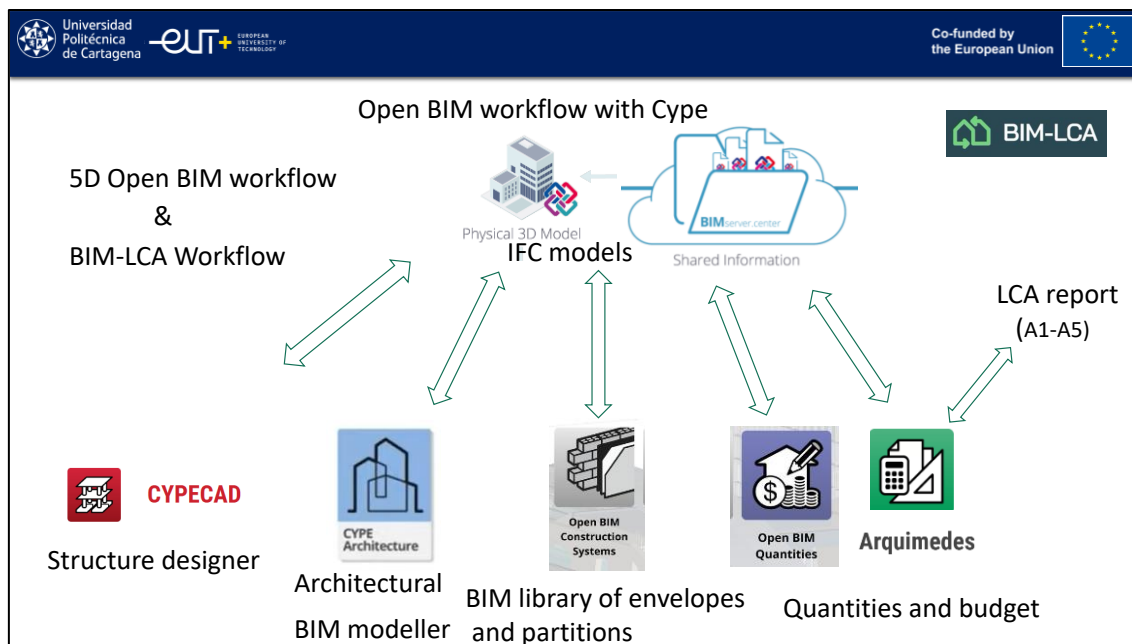 Universidad
Politécnica
de Cartagena
EUT+
EUROPEAN
UNIVERSITY OF
TECHNOLOGY
Co-funded by
the European Union
Open BIM workflow with Cype
BIM-LCA
5D Open BIM workflow
&
BIM-LCA Workflow
BIMserver.center
Physical 3D Model
IFC models
Shared Information
LCA report
(A1-A5)
CYPECAD
Structure designer
CYPE
Architecture
Architectural
BIM modeller
Open BIM
Construction
Systems
BIM library of envelopes
and partitions
Open BIM
Quantities
Arquimedes
Quantities and budget